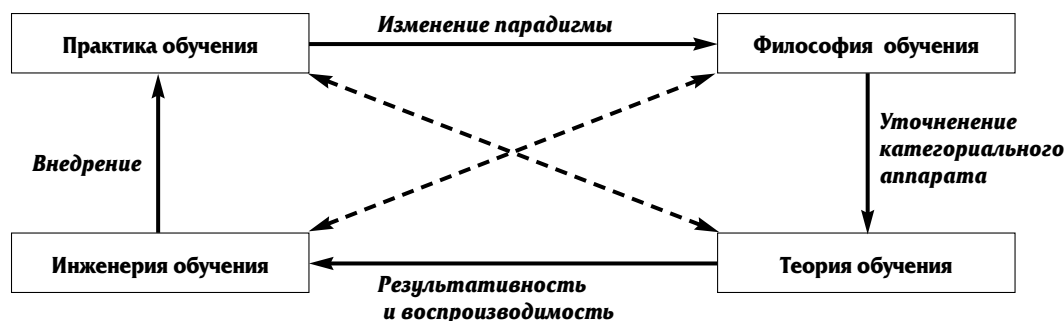 Изменение парадигмы
Практика обучения
Философия обучения
Уточненение
категориального
аппарата
Внедрение
Инженерия обучения
Теория обучения
Результативность
и воспроизводимость